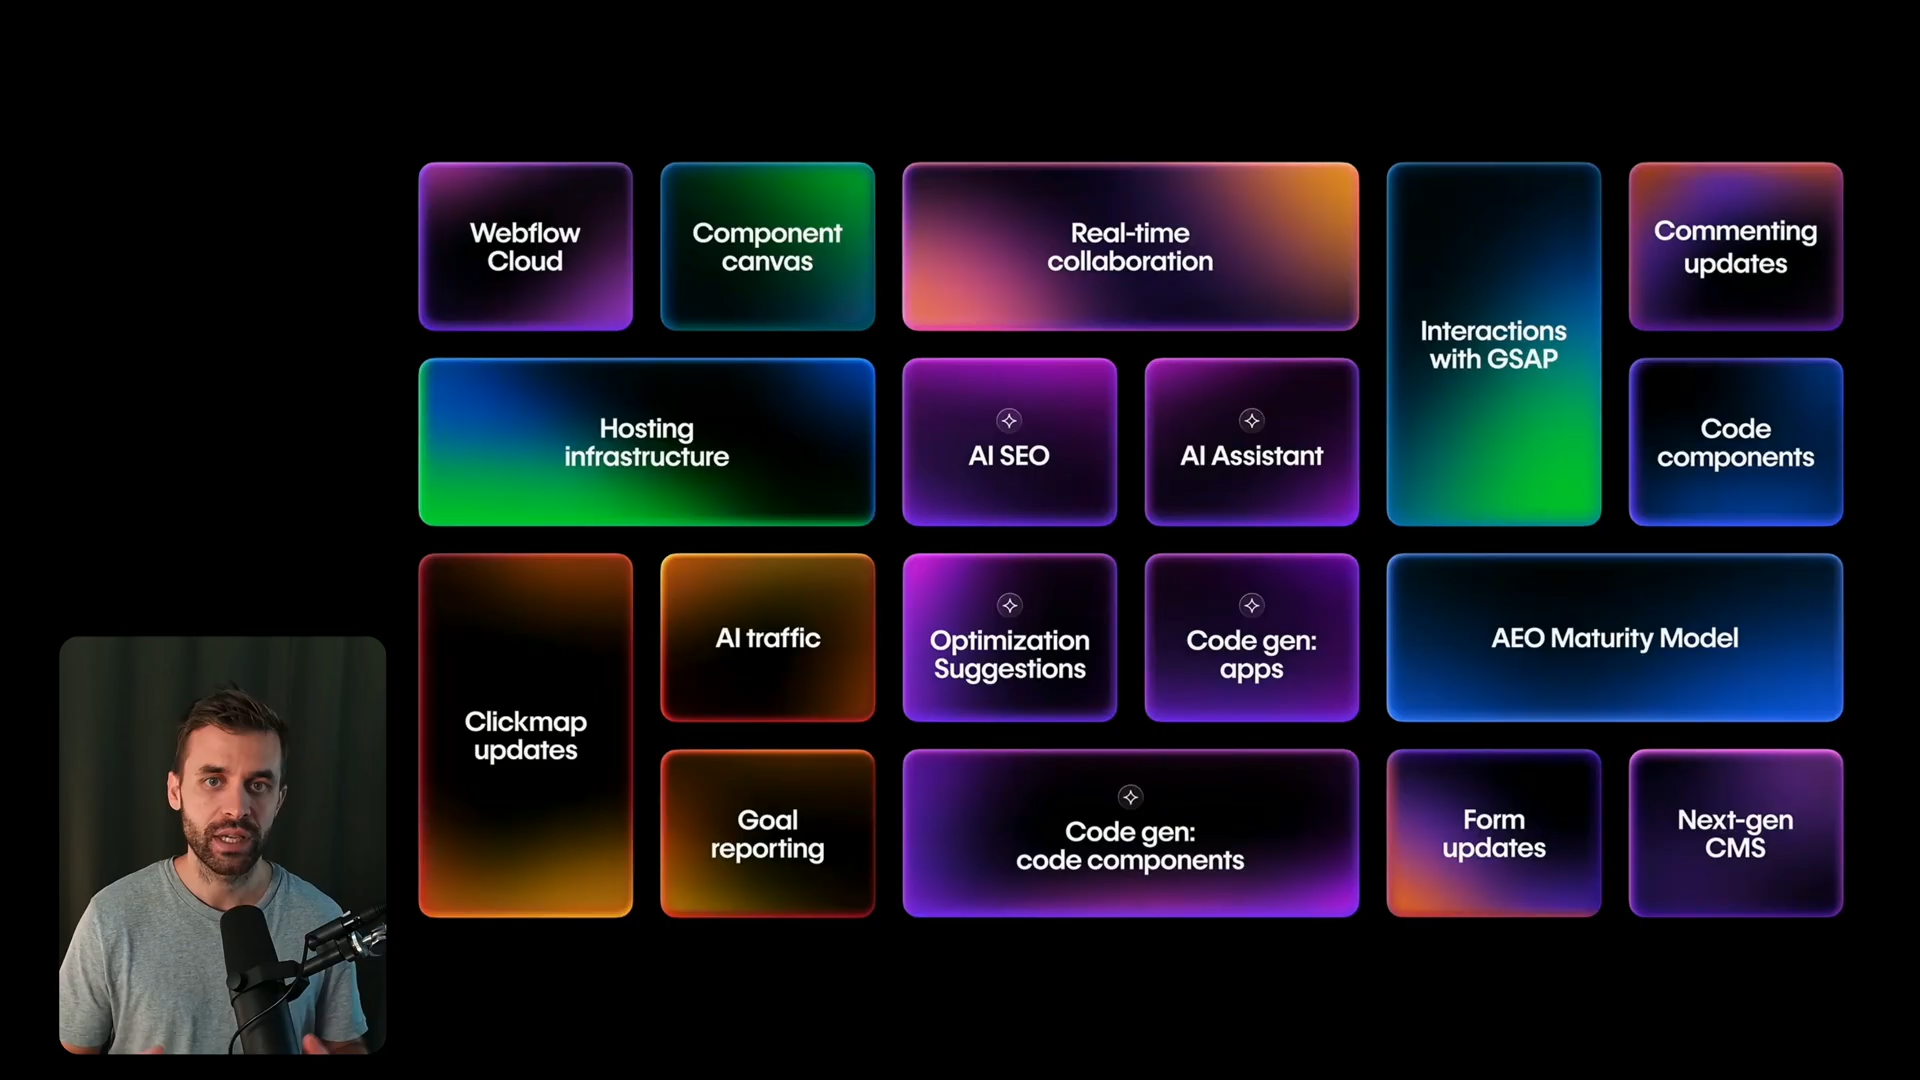 Webflow
Cloud
Component
canvas
Real-time
collaboration
Interactions
with GSAP
Commenting
updates
Hosting
infrastructure
AI SEO
AI Assistant
Code
components
Clickmap
updates
AI traffic
Optimization
Suggestions
Code gen:
apps
AEO Maturity Model
Goal
reporting
Code gen:
code components
Form
updates
Next-gen
CMS